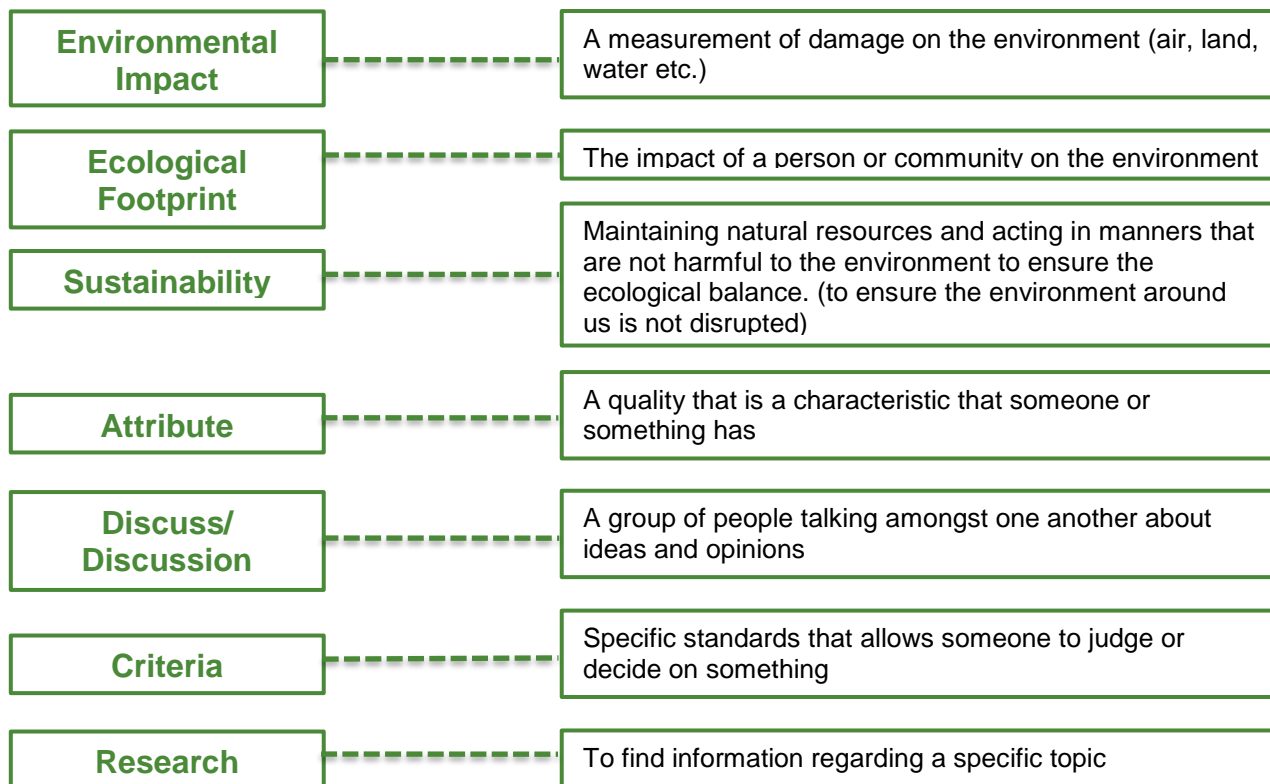 Environmental
Impact
A measurement of damage on the environment (air, land,
water etc.)
Ecological
Footprint
The impact of a person or community on the environment
Sustainability
Maintaining natural resources and acting in manners that
are not harmful to the environment to ensure the
ecological balance. (to ensure the environment around
us is not disrupted)
Attribute
A quality that is a characteristic that someone or
something has
Discuss/
Discussion
A group of people talking amongst one another about
ideas and opinions
Criteria
Specific standards that allows someone to judge or
decide on something
Research
To find information regarding a specific topic